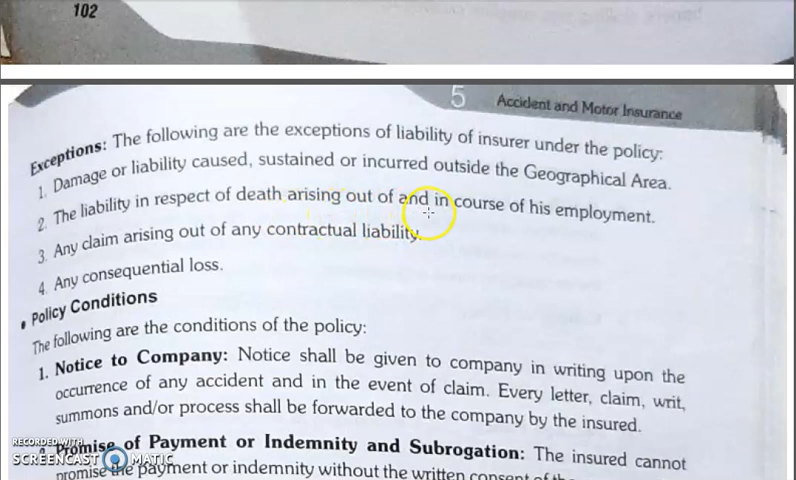 102
5 Accident and Motor Insurance
Exceptions: The following are the exceptions of liability of insurer under the policy:
1. Damage or liability caused, sustained or incurred outside the Geographical Area.
2. The liability in respect of death arising out of and in course of his employment.
3. Any claim arising out of any contractual liability.
4. Any consequential loss.
• Policy Conditions
The following are the conditions of the policy:
1. Notice to Company: Notice shall be given to company in writing upon the
occurrence of any accident and in the event of claim. Every letter, claim, writ,
summons and/or process shall be forwarded to the company by the insured.
Promise of Payment or Indemnity and Subrogation: The insured cannot
promise the payment or indemnity without the written consent of
RECORDED WITH
SCREENCAST MATIC